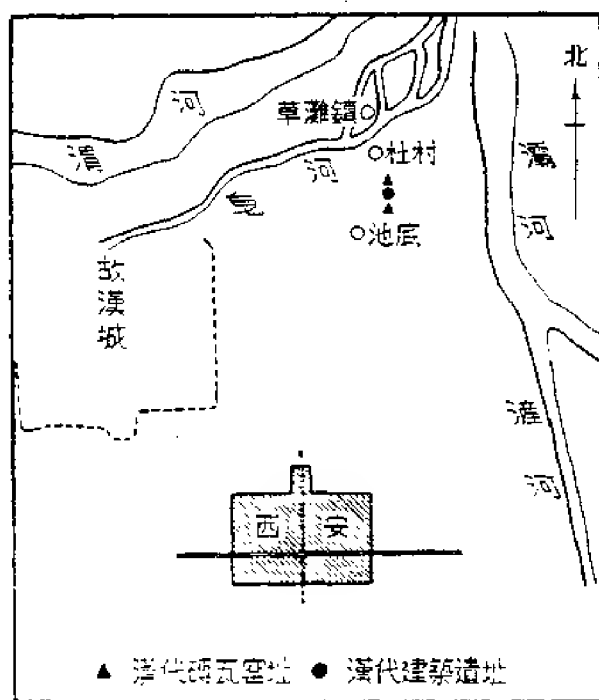 北
渭河
草灘鎮
杜村
皂河
池底
灞河
故漢城
滻河
西安
▲ 漢代磚瓦窰址 ● 漢代建築遺址